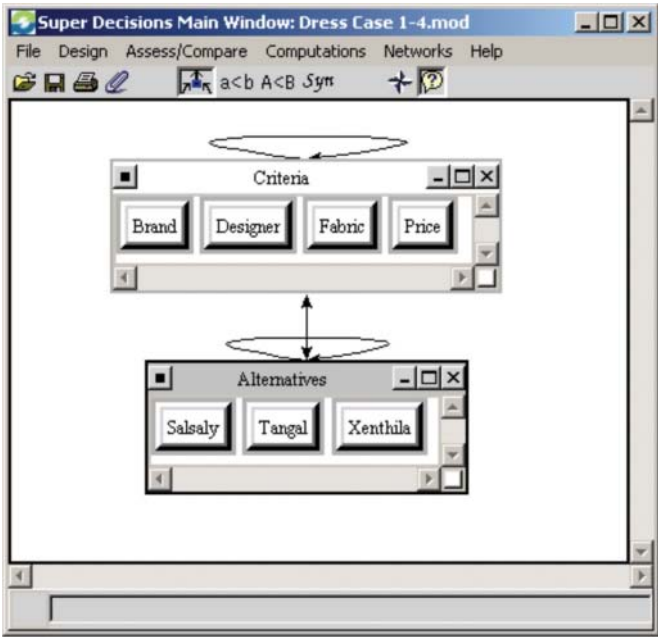 Super Decisions Main Window: Dress Case 1-4.mod
File Design Assess/Compare Computations Networks Help
a<b A<B Syn
Criteria
Brand Designer Fabric Price
Alternatives
Salsaly Tangal Xenthila